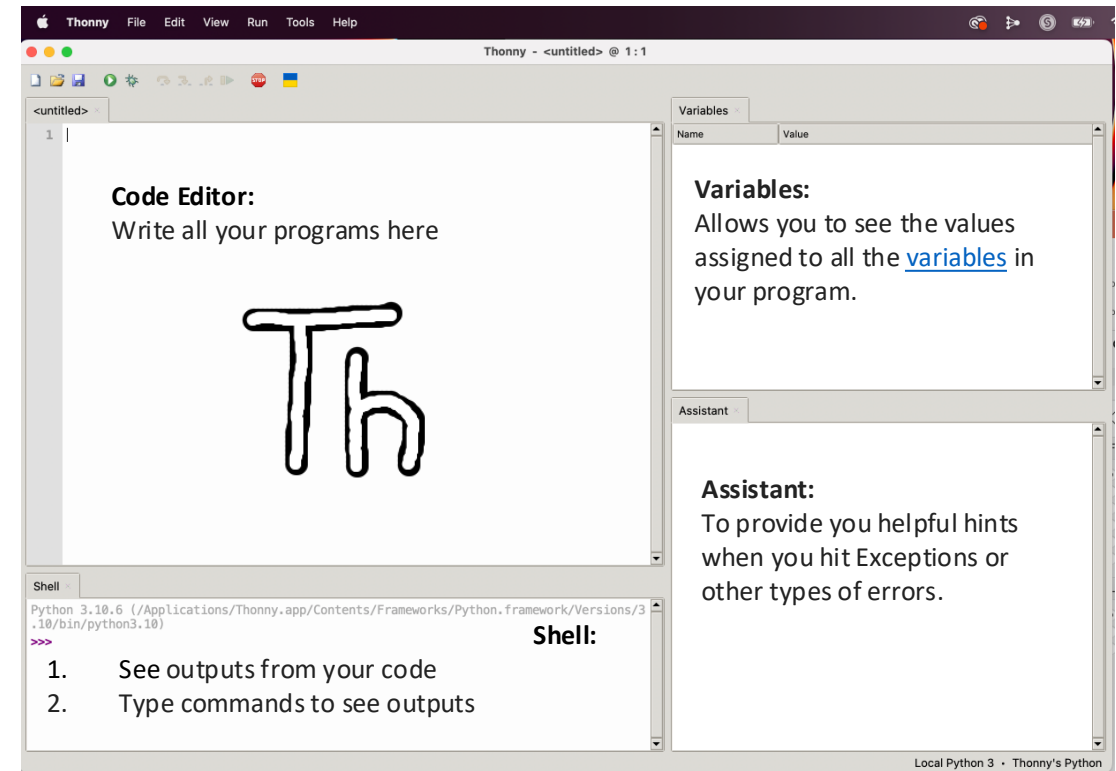 Thonny File Edit View Run Tools Help
Thonny - <untitled> @ 1:1
STOP
<untitled>
1
Code Editor:
Write all your programs here
Th
Variables
Name Value
Variables:
Allows you to see the values
assigned to all the variables in
your program.
Assistant
Assistant:
To provide you helpful hints
when you hit Exceptions or
other types of errors.
Shell
Python 3.10.6 (/Applications/Thonny.app/Contents/Frameworks/Python.framework/Versions/3
.10/bin/python3.10)
>>>
Shell:
1. See outputs from your code
2. Type commands to see outputs
Local Python 3 • Thonny's Python